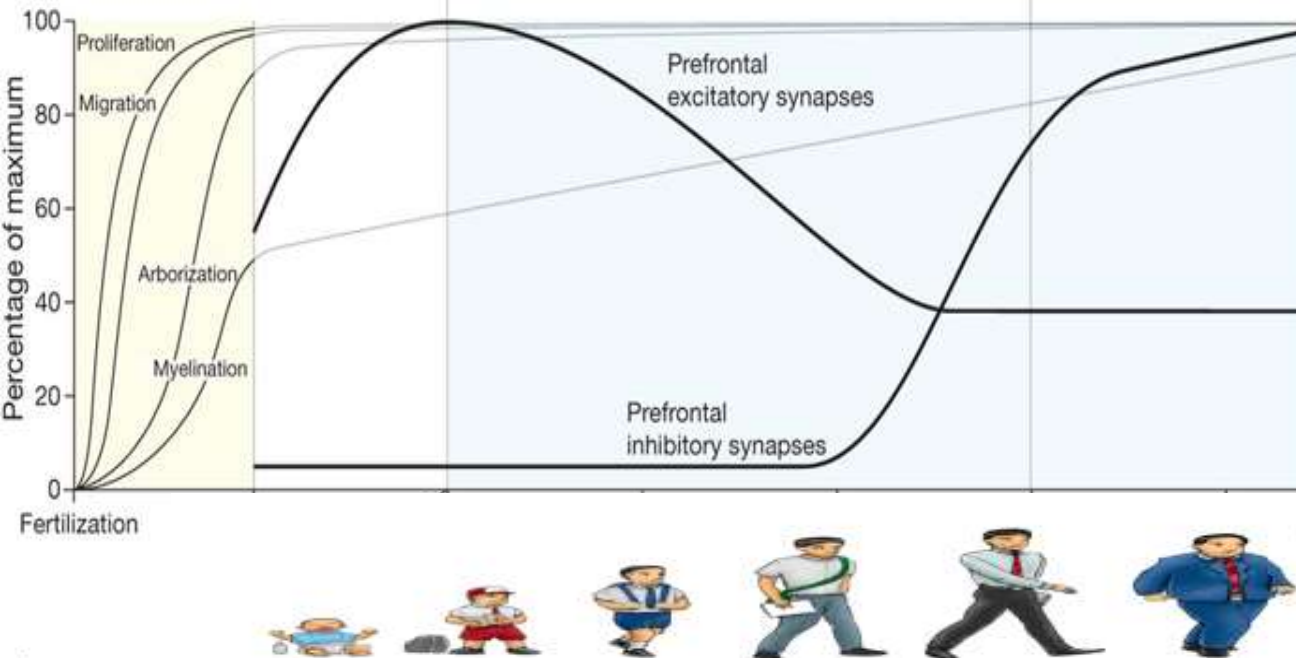 100
80
60
40
20
0
Percentage of maximum
Proliferation
Migration
Arborization
Myelination
Prefrontal
excitatory synapses
Prefrontal
inhibitory synapses
Fertilization